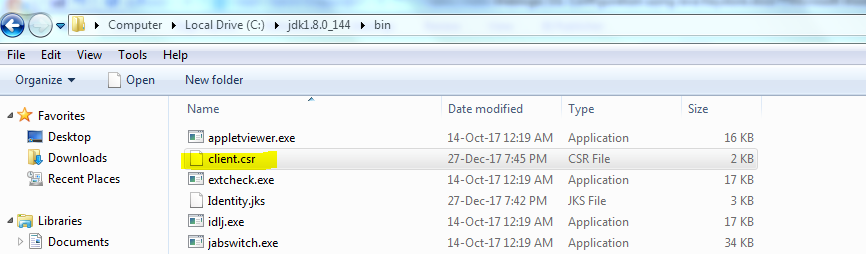 Computer ▸ Local Drive (C:) ▸ jdk1.8.0_144 ▸ bin
File Edit View Tools Help
Organize Open New folder
Favorites
Desktop
Downloads
Recent Places
Libraries
Documents
Name Date modified Type Size
appletviewer.exe 14-Oct-17 12:19 AM Application 16 KB
client.csr 27-Dec-17 7:45 PM CSR File 2 KB
extcheck.exe 14-Oct-17 12:19 AM Application 17 KB
Identity.jks 27-Dec-17 7:42 PM JKS File 3 KB
idlj.exe 14-Oct-17 12:19 AM Application 17 KB
jabswitch.exe 14-Oct-17 12:19 AM Application 34 KB